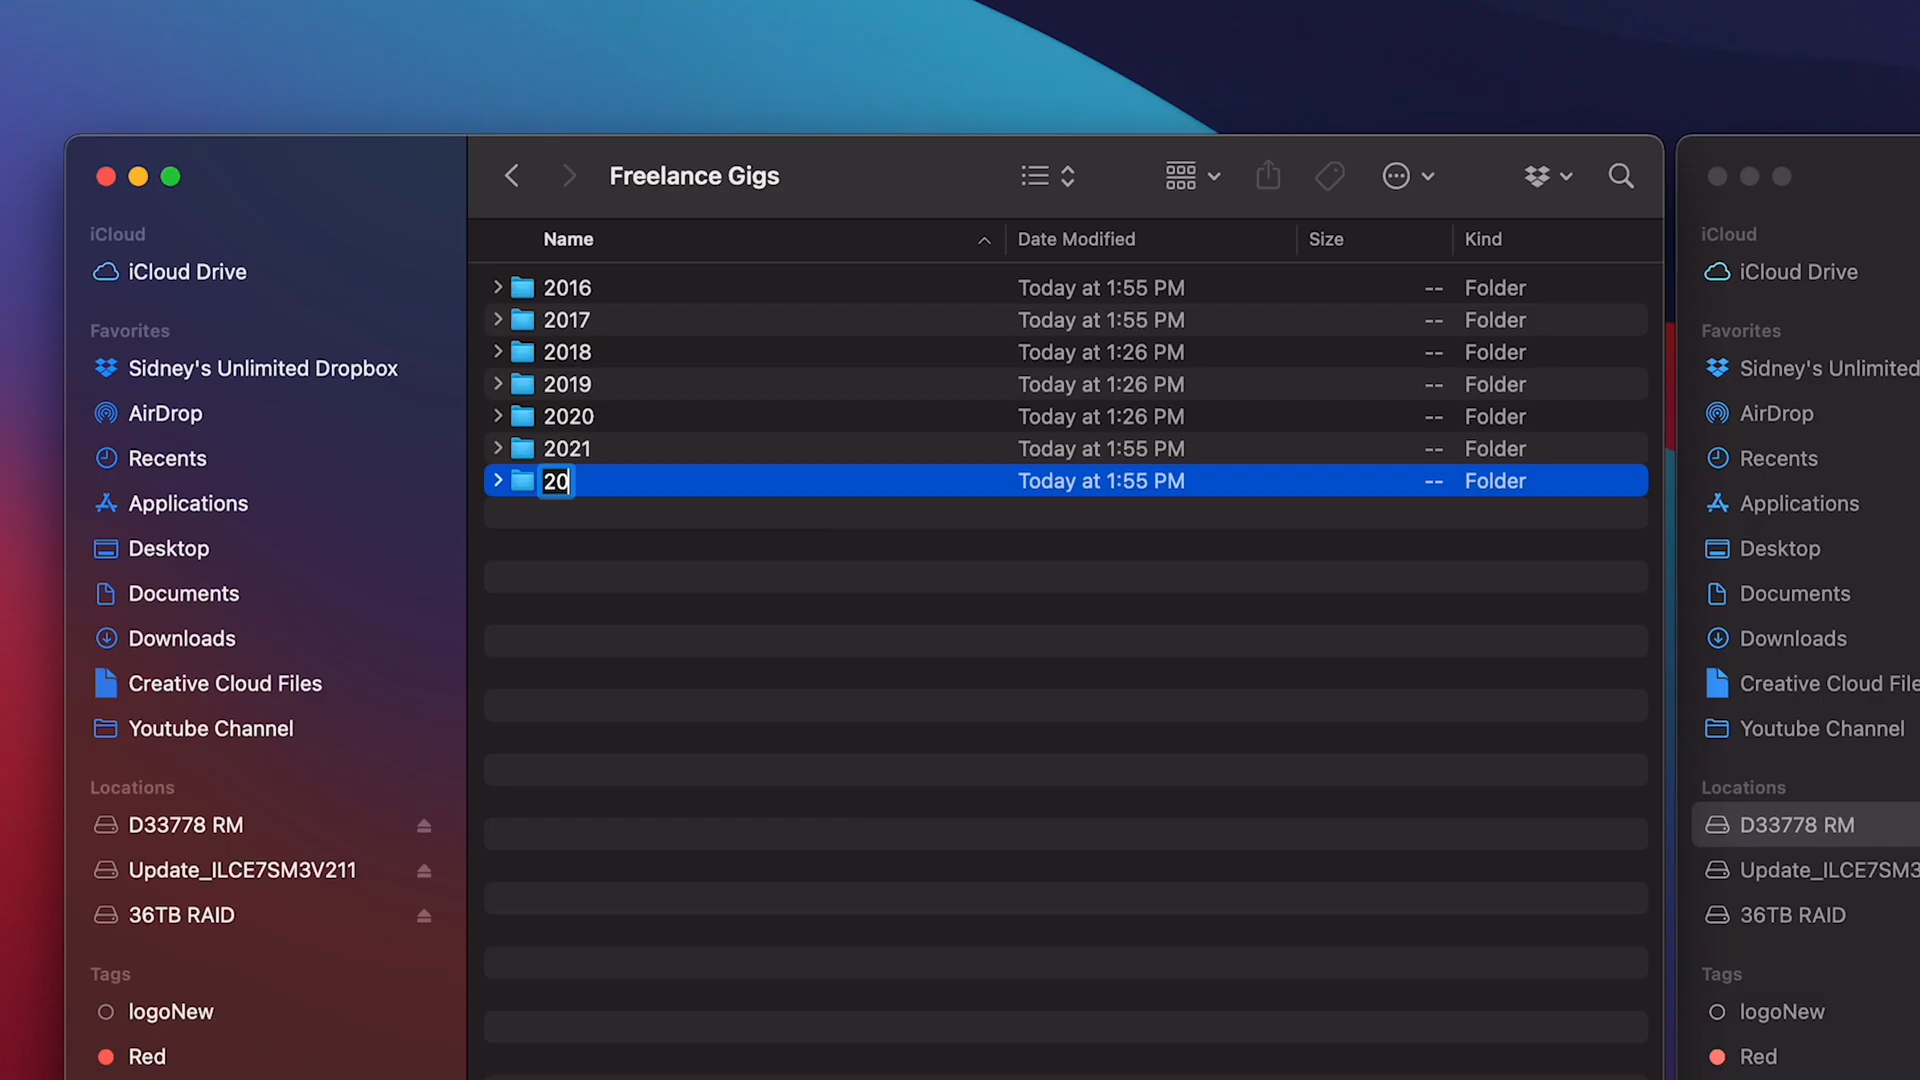 Freelance Gigs
Name Date Modified Size Kind
2016 Today at 1:55 PM -- Folder
2017 Today at 1:55 PM -- Folder
2018 Today at 1:26 PM -- Folder
2019 Today at 1:26 PM -- Folder
2020 Today at 1:26 PM -- Folder
2021 Today at 1:55 PM -- Folder
20 Today at 1:55 PM -- Folder
iCloud
iCloud Drive
Favorites
Sidney's Unlimited Dropbox
AirDrop
Recents
Applications
Desktop
Documents
Downloads
Creative Cloud Files
Youtube Channel
Locations
D33778 RM
Update_ILCE7SM3V211
36TB RAID
Tags
logoNew
Red
iCloud
iCloud Drive
Favorites
Sidney's Unlimited
AirDrop
Recents
Applications
Desktop
Documents
Downloads
Creative Cloud File
Youtube Channel
Locations
D33778 RM
Update_ILCE7SM3
36TB RAID
Tags
logoNew
Red